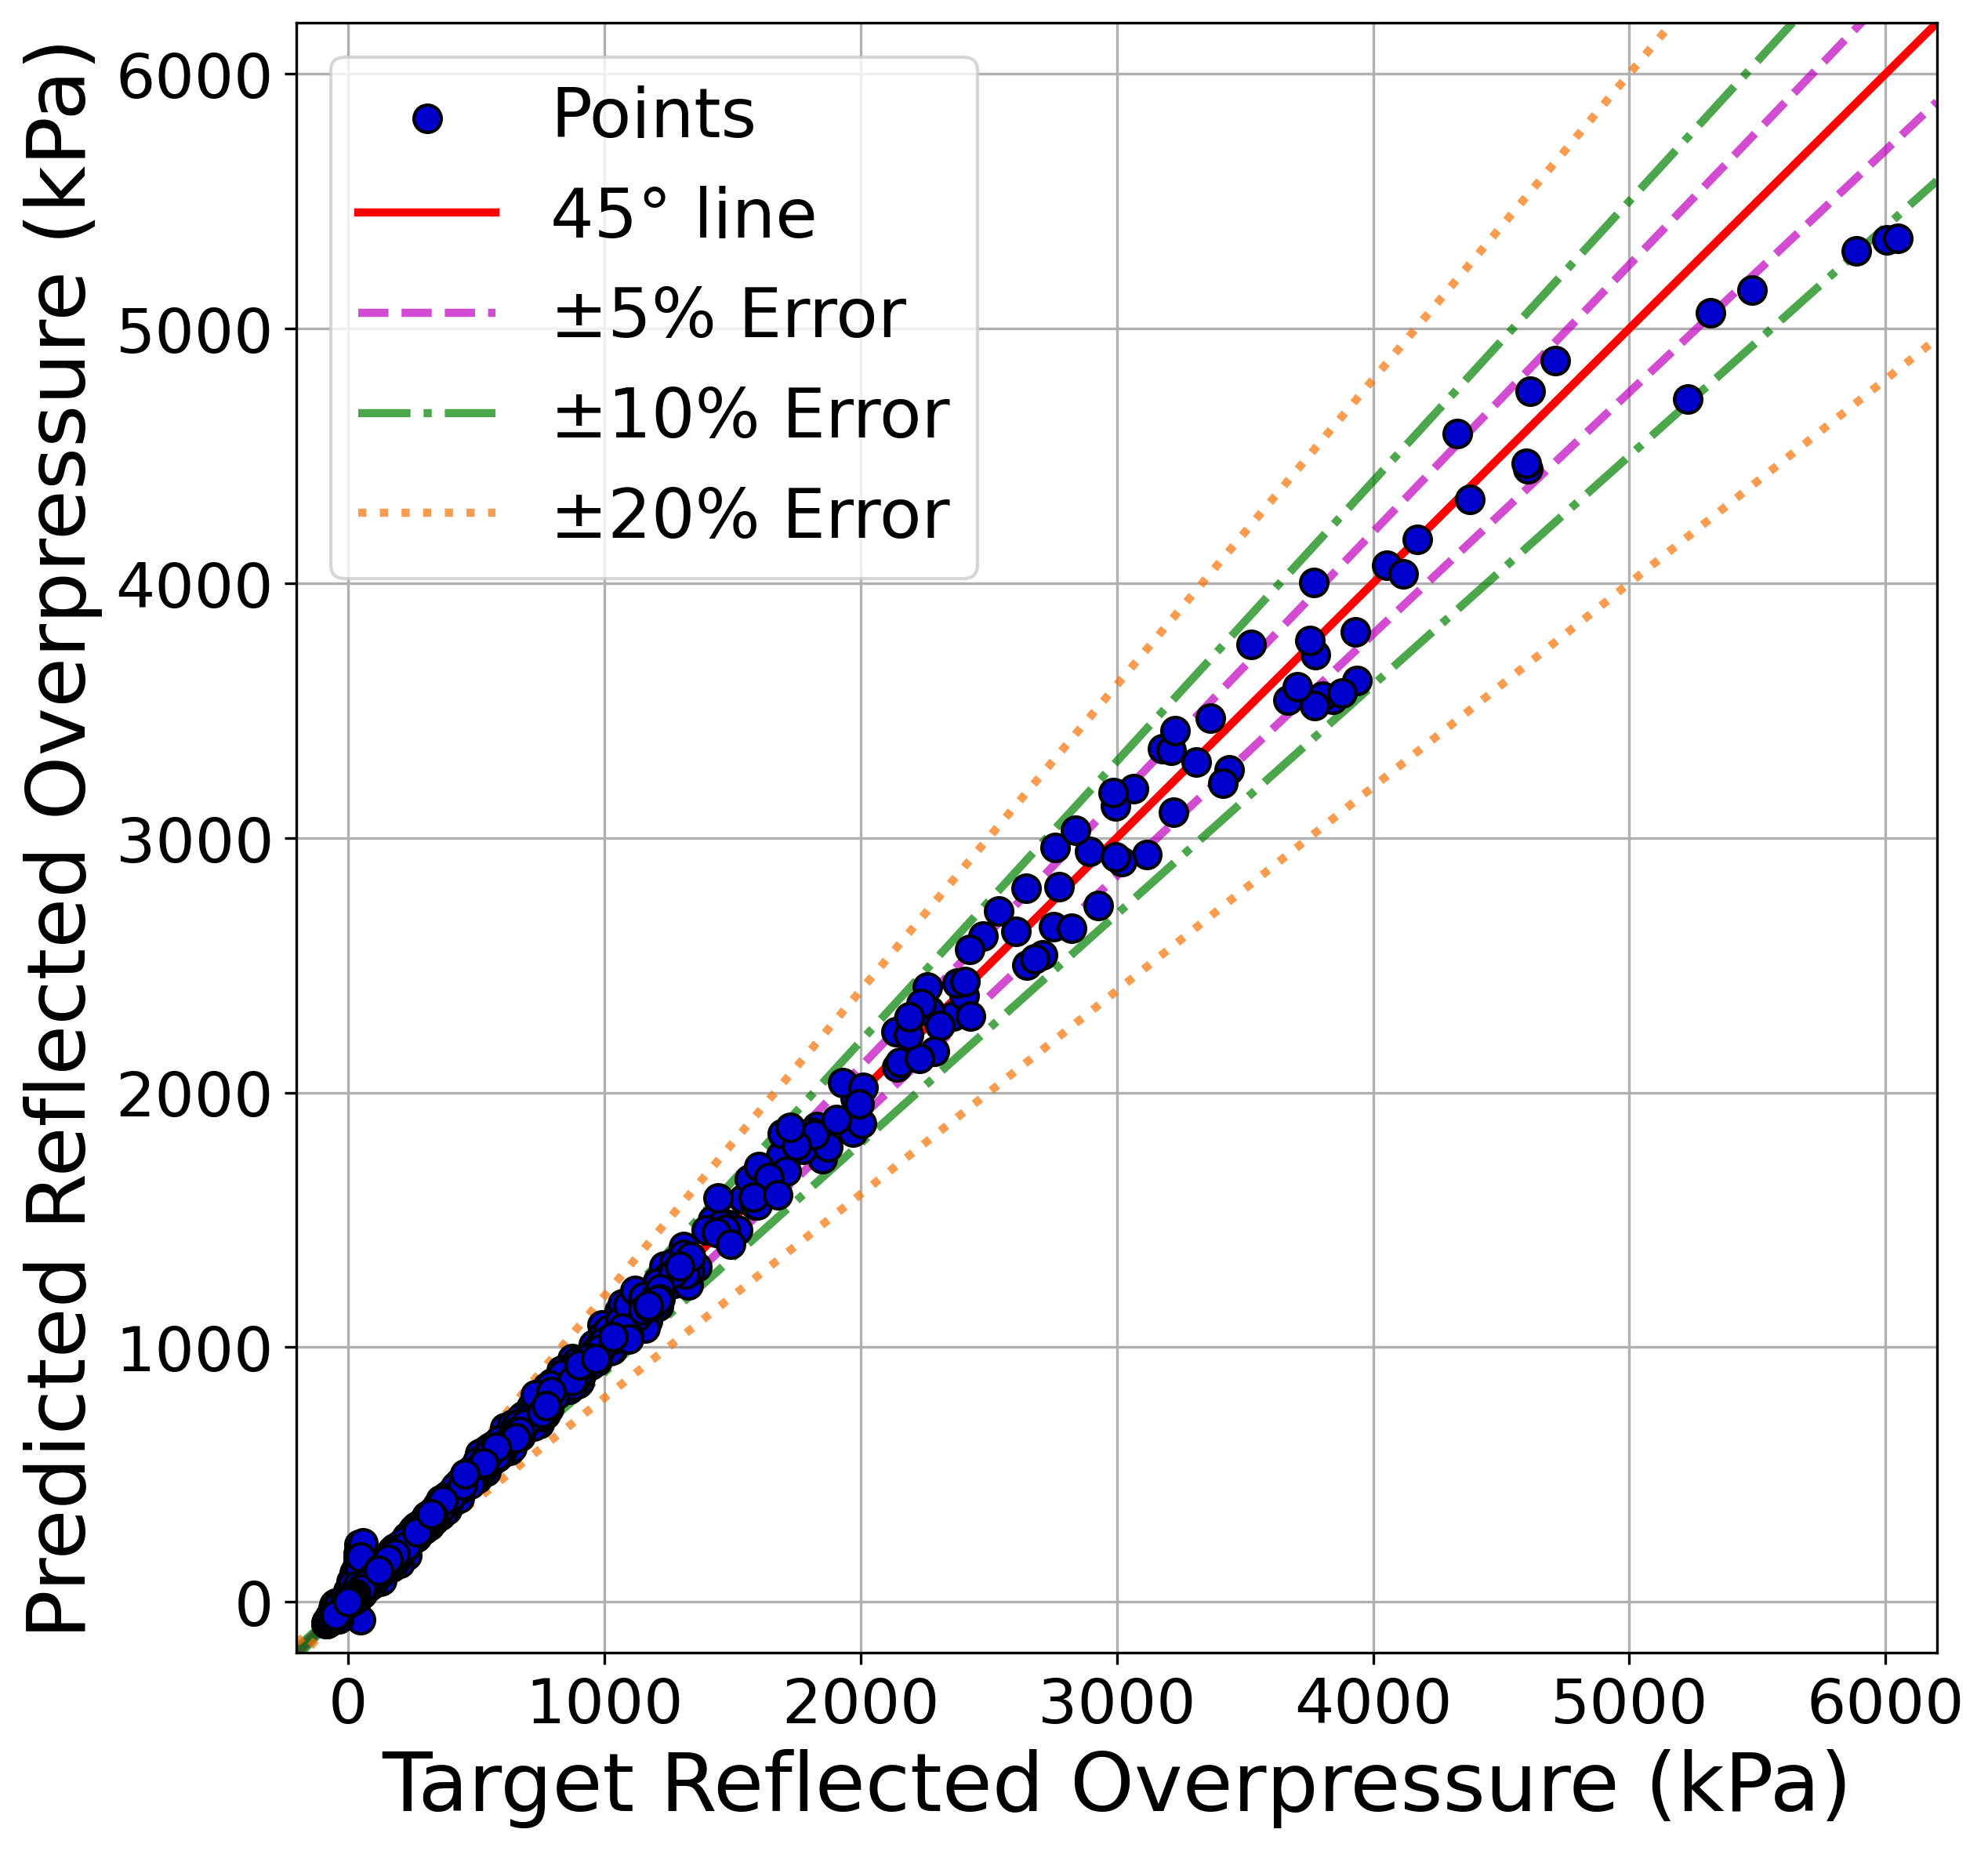 Predicted Reflected Overpressure (kPa)
6000
5000
4000
3000
2000
1000
0
Points
45° line
±5% Error
±10% Error
±20% Error
0 1000 2000 3000 4000 5000 6000
Target Reflected Overpressure (kPa)